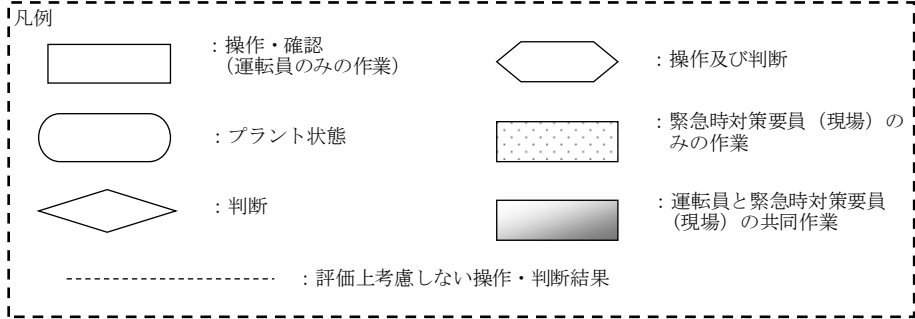 凡例
：操作・確認
（運転員のみの作業）
：操作及び判断
：プラント状態
：緊急時対策要員（現場）の
みの作業
：判断
：運転員と緊急時対策要員
（現場）の共同作業
：評価上考慮しない操作・判断結果